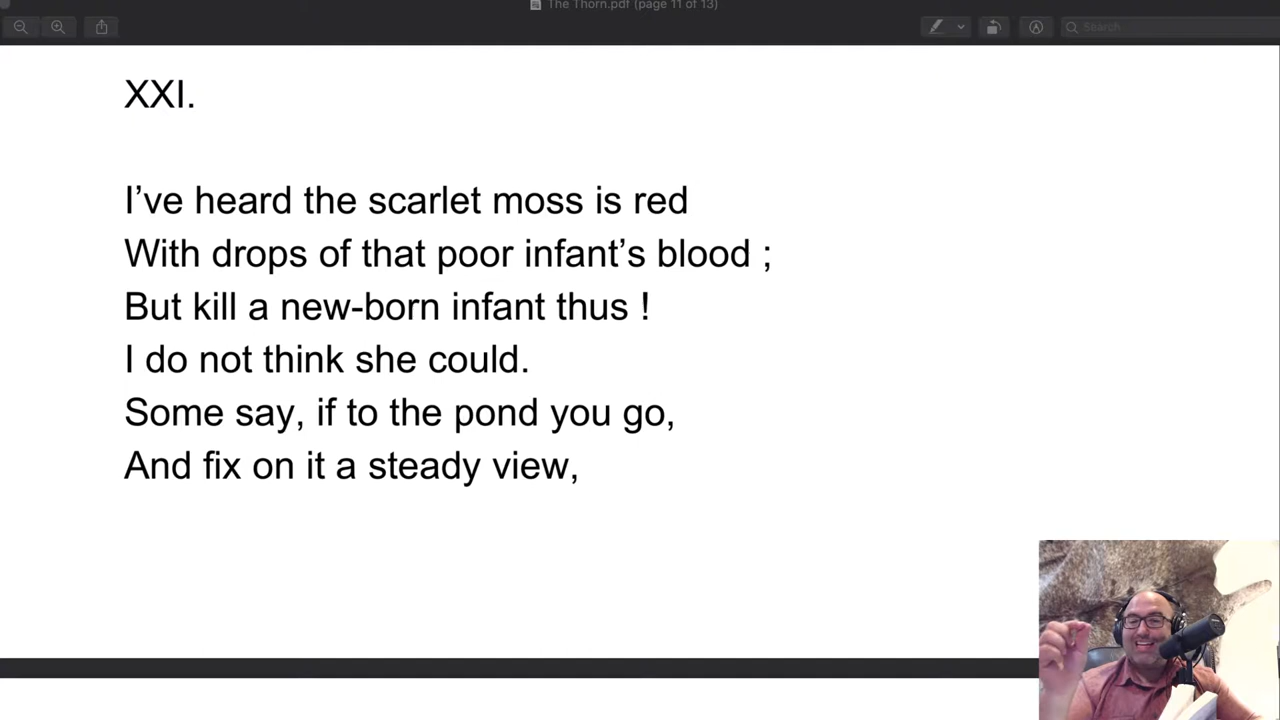 The Thorn.pdf (page 11 of 13)
Search
XXI.
I’ve heard the scarlet moss is red
With drops of that poor infant’s blood ;
But kill a new-born infant thus !
I do not think she could.
Some say, if to the pond you go,
And fix on it a steady view,